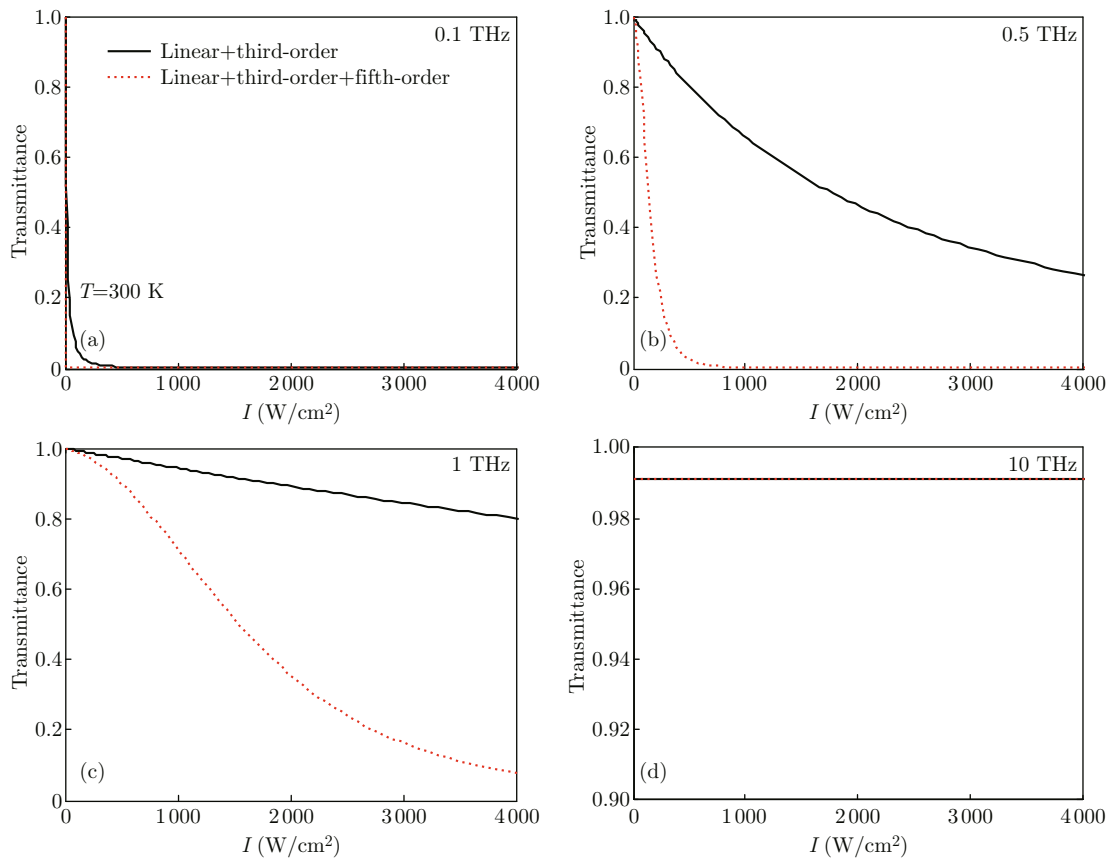 1.0
0.1 THz
Linear+third-order
Linear+third-order+fifth-order
0.8
0.6
Transmittance
0.4
T=300 K
0.2
(a)
0
0 1000 2000 3000 4000
I (W/cm²)
1.0
0.5 THz
0.8
0.6
Transmittance
0.4
0.2
(b)
0
0 1000 2000 3000 4000
I (W/cm²)
1.0
1 THz
0.8
0.6
Transmittance
0.4
0.2
(c)
0
0 1000 2000 3000 4000
I (W/cm²)
1.00
10 THz
0.98
0.96
Transmittance
0.94
0.92
(d)
0.90
0 1000 2000 3000 4000
I (W/cm²)